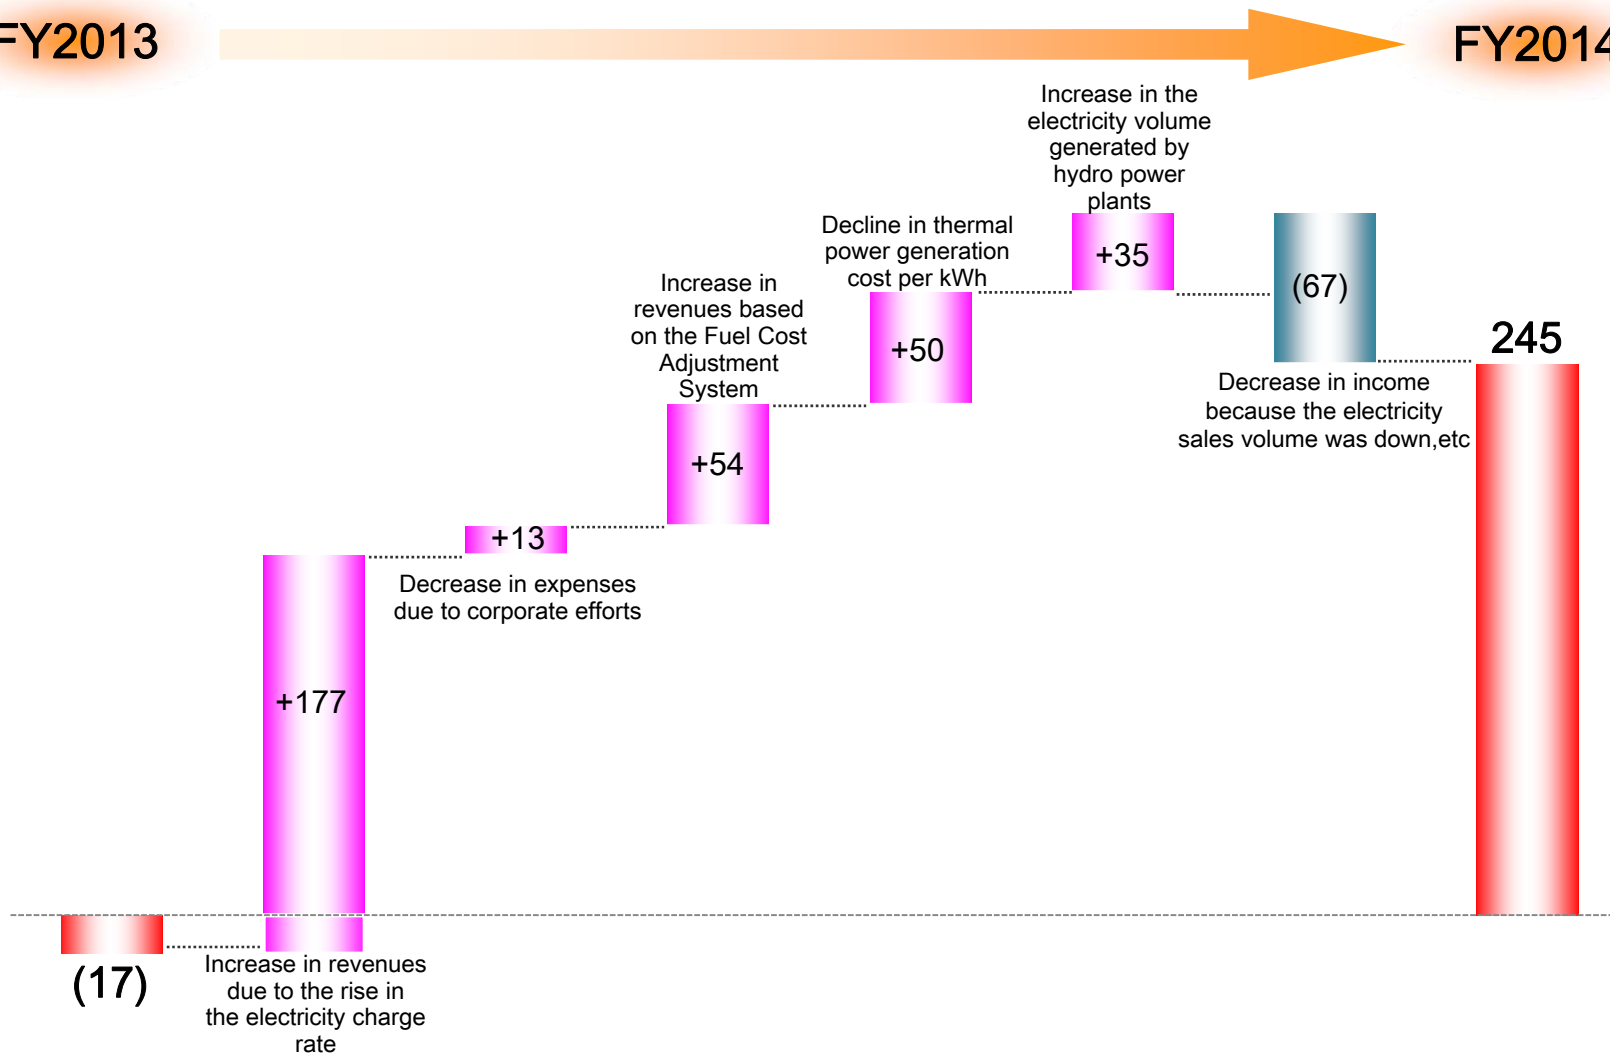 FY2013
FY2014
Increase in the
electricity volume
generated by
hydro power
plants
+35
Decline in thermal
power generation
cost per kWh
+50
Increase in
revenues based
on the Fuel Cost
Adjustment
System
+54
(67)
Decrease in income
because the electricity
sales volume was down,etc
245
+13
Decrease in expenses
due to corporate efforts
+177
(17)
Increase in revenues
due to the rise in
the electricity charge
rate